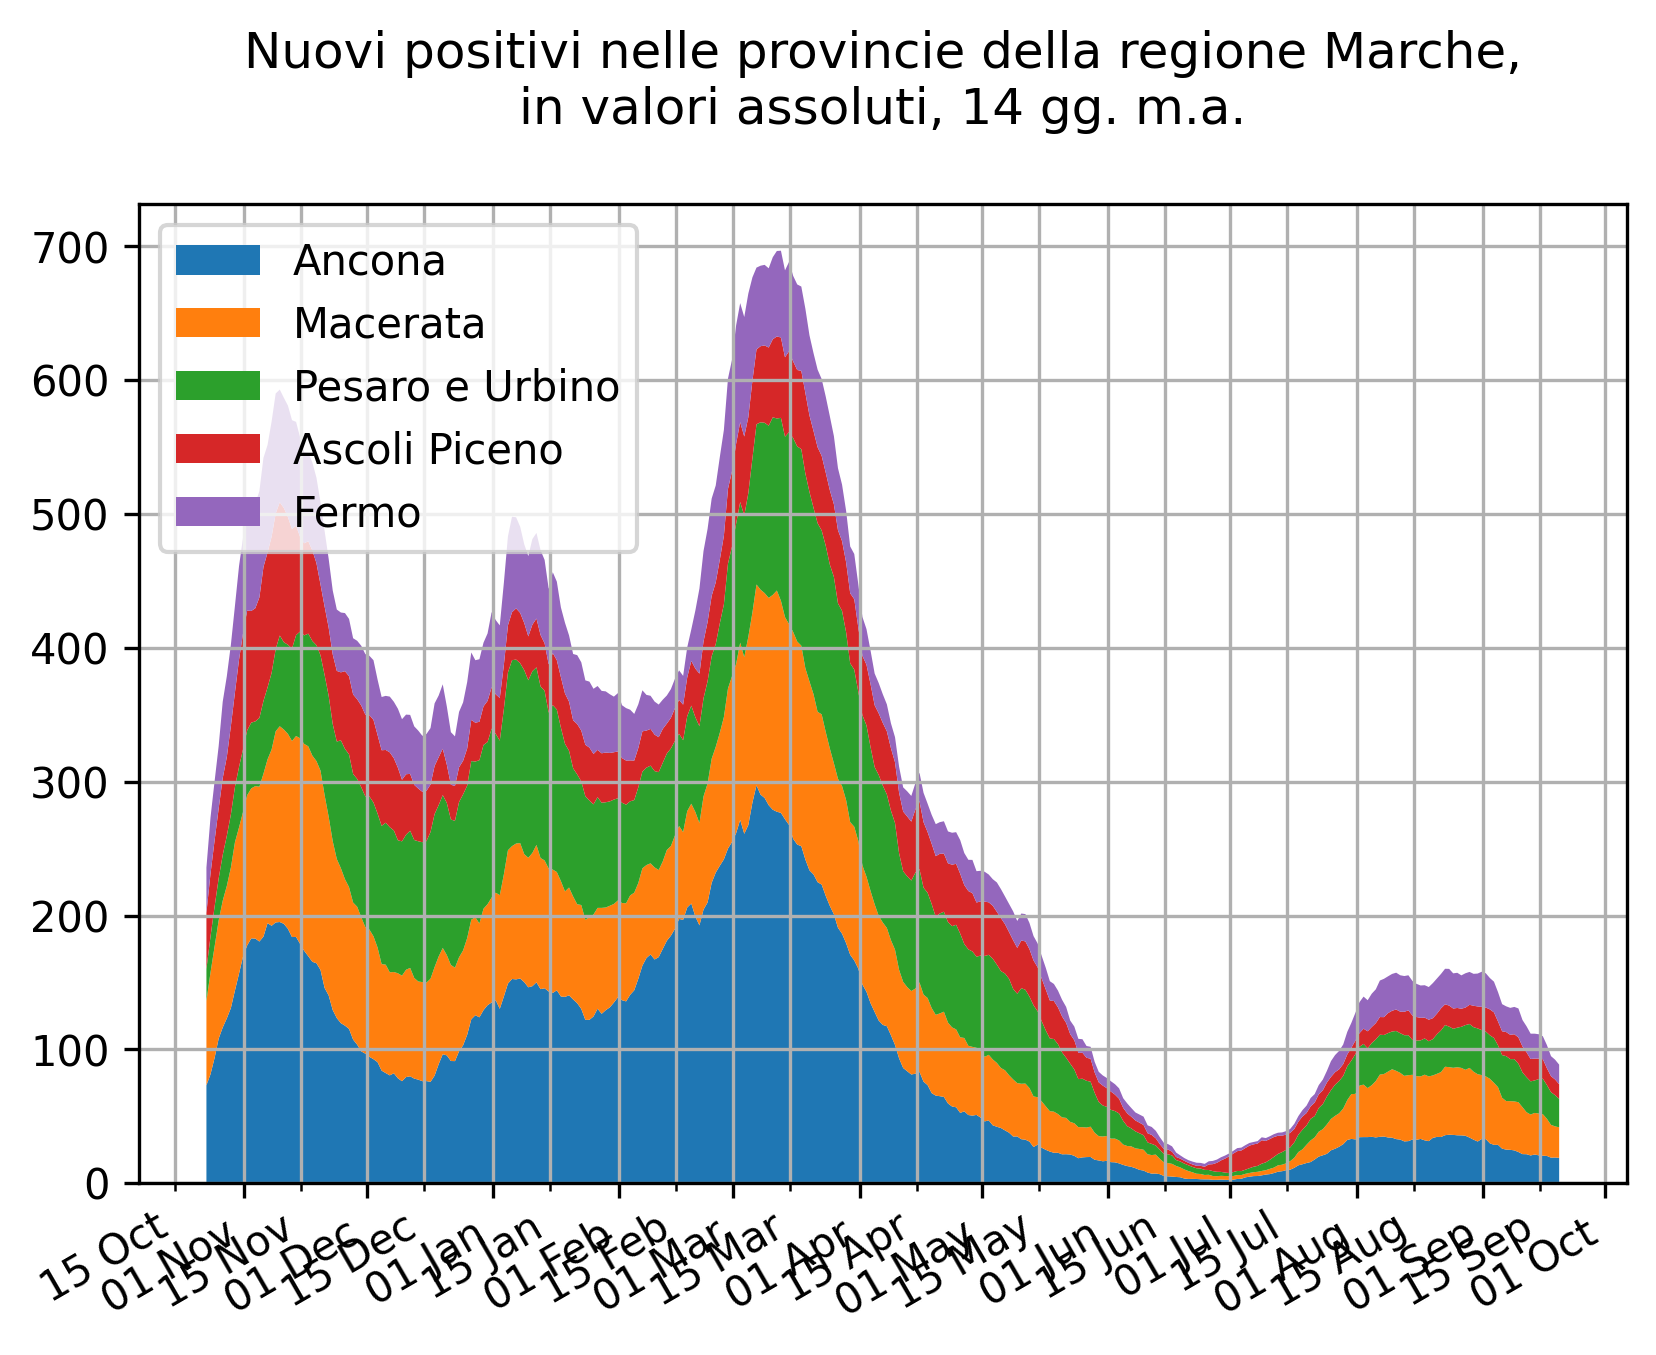 Nuovi positivi nelle provincie della regione Marche,
in valori assoluti, 14 gg. m.a.
700
600
500
400
300
200
100
0
Ancona
Macerata
Pesaro e Urbino
Ascoli Piceno
Fermo
15 Oct
01 Nov
15 Nov
01 Dec
15 Dec
01 Jan
15 Jan
01 Feb
15 Feb
01 Mar
15 Mar
01 Apr
15 Apr
01 May
15 May
01 Jun
15 Jun
01 Jul
15 Jul
01 Aug
15 Aug
01 Sep
15 Sep
01 Oct